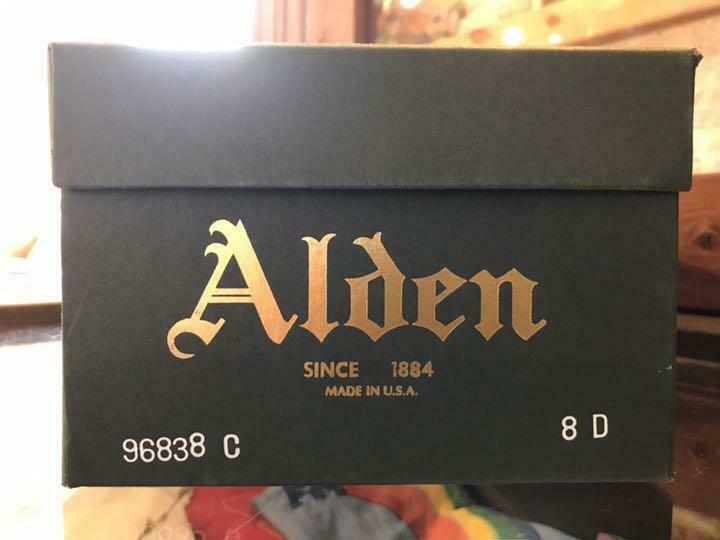 Alden
SINCE 1884
MADE IN U.S.A.
96838 C
8 D